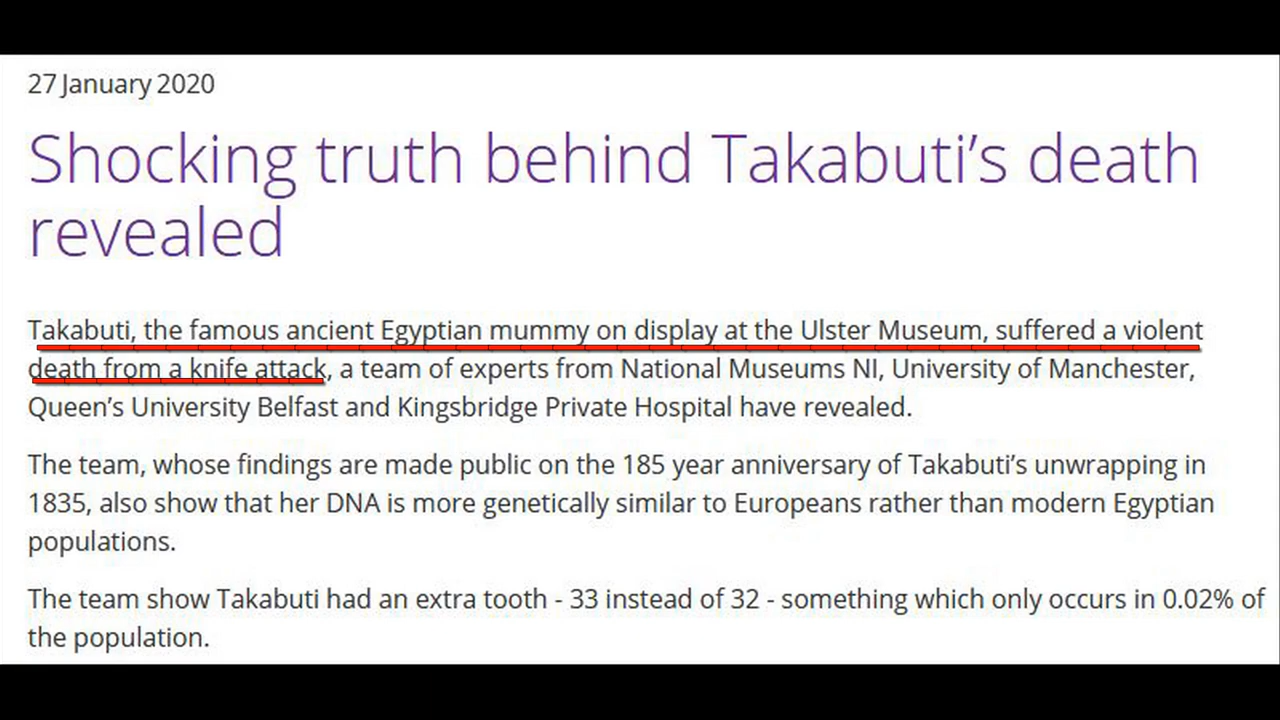 27 January 2020
Shocking truth behind Takabuti’s death
revealed
Takabuti, the famous ancient Egyptian mummy on display at the Ulster Museum, suffered a violent
death from a knife attack, a team of experts from National Museums NI, University of Manchester,
Queen’s University Belfast and Kingsbridge Private Hospital have revealed.
The team, whose findings are made public on the 185 year anniversary of Takabuti’s unwrapping in
1835, also show that her DNA is more genetically similar to Europeans rather than modern Egyptian
populations.
The team show Takabuti had an extra tooth - 33 instead of 32 - something which only occurs in 0.02% of
the population.